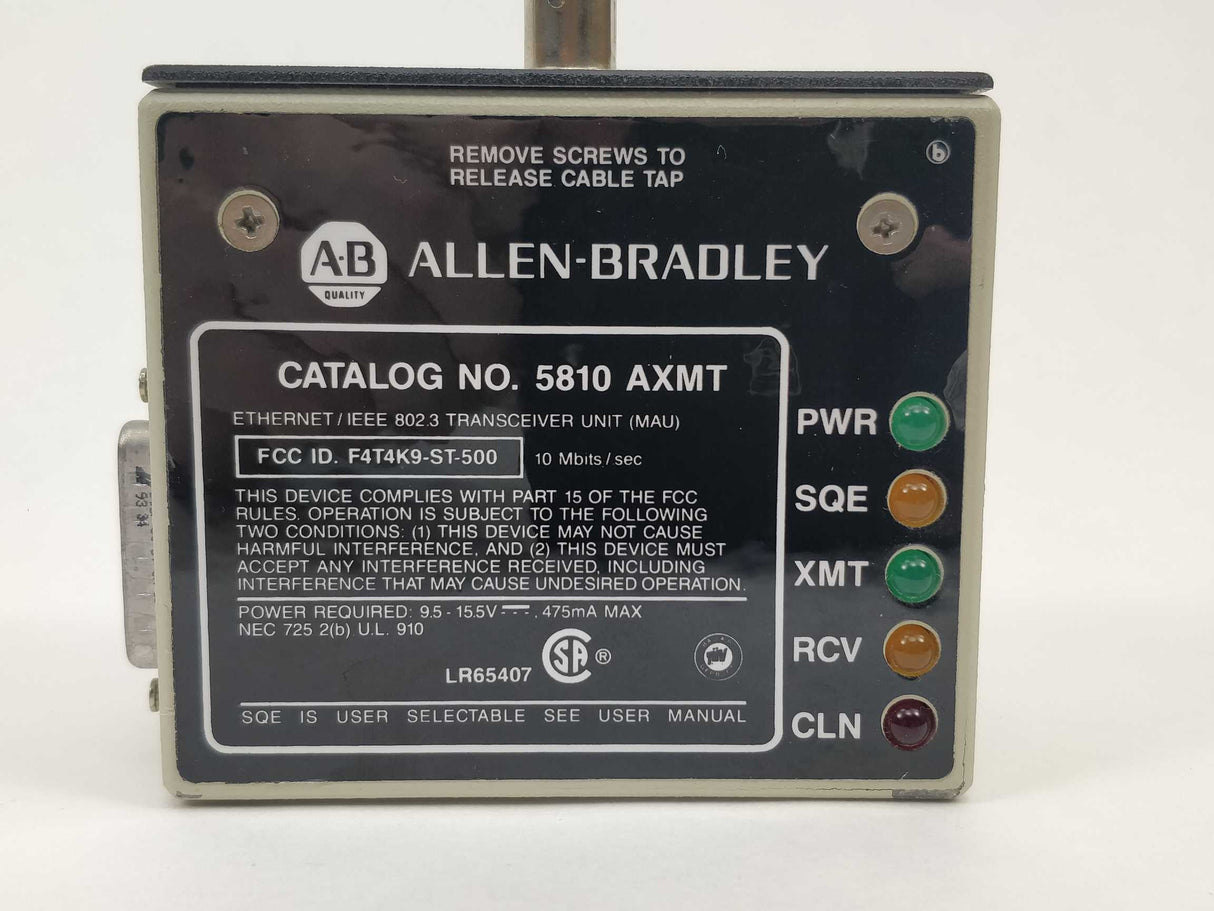 REMOVE SCREWS TO
RELEASE CABLE TAP
b
A·B
QUALITY
ALLEN-BRADLEY
CATALOG NO. 5810 AXMT
ETHERNET/IEEE 802.3 TRANSCEIVER UNIT (MAU)
FCC ID. F4T4K9-ST-500
10 Mbits/sec
THIS DEVICE COMPLIES WITH PART 15 OF THE FCC
RULES. OPERATION IS SUBJECT TO THE FOLLOWING
TWO CONDITIONS: (1) THIS DEVICE MAY NOT CAUSE
HARMFUL INTERFERENCE, AND (2) THIS DEVICE MUST
ACCEPT ANY INTERFERENCE RECEIVED, INCLUDING
INTERFERENCE THAT MAY CAUSE UNDESIRED OPERATION.
POWER REQUIRED: 9.5 - 15.5V ⎓, 475mA MAX
NEC 725 2(b) U.L. 910
LR65407
SA ®
SQE IS USER SELECTABLE SEE USER MANUAL
PWR
SQE
XMT
RCV
CLN
93 34